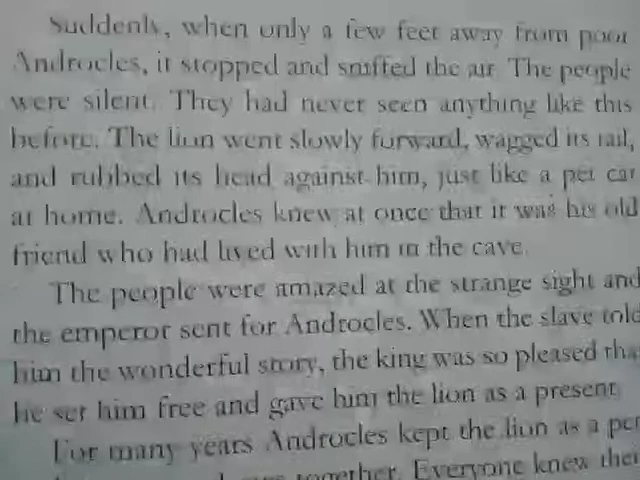 Suddenly, when only a few feet away from poor
Androcles, it stopped and sniffed the air. The people
were silent. They had never seen anything like this
before. The lion went slowly forward, wagged its tail,
and rubbed its head against him, just like a pet cat
at home. Androcles knew at once that it was his old
friend who had lived with him in the cave.
The people were amazed at the strange sight and
the emperor sent for Androcles. When the slave told
him the wonderful story, the king was so pleased tha
he set him free and gave him the lion as a present
For many years Androcles kept the lion as a pet
together. Everyone knew